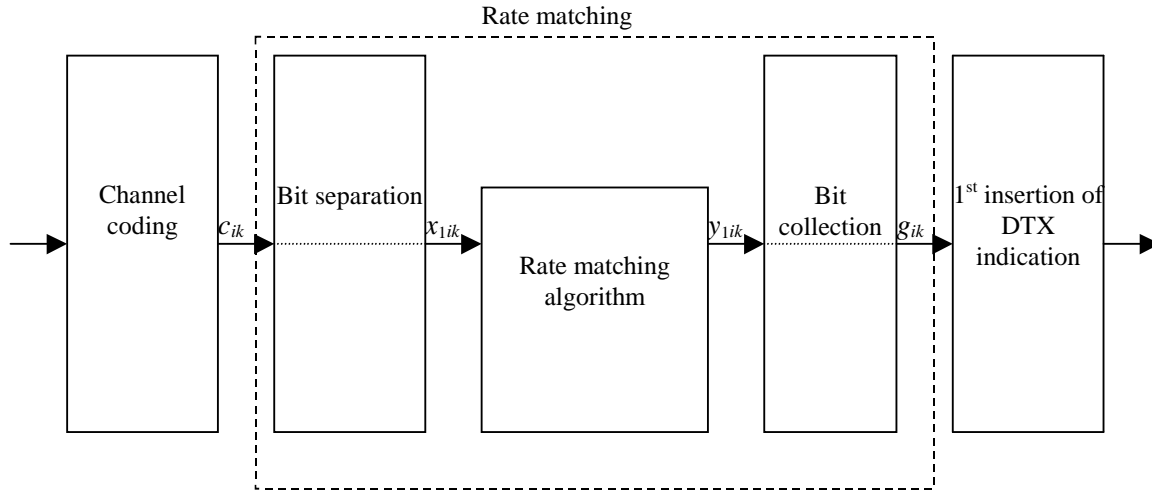 Rate matching
Channel
coding
c_ik
Bit separation
x_1ik
Rate matching
algorithm
y_1ik
Bit
collection
g_ik
1st insertion of
DTX
indication